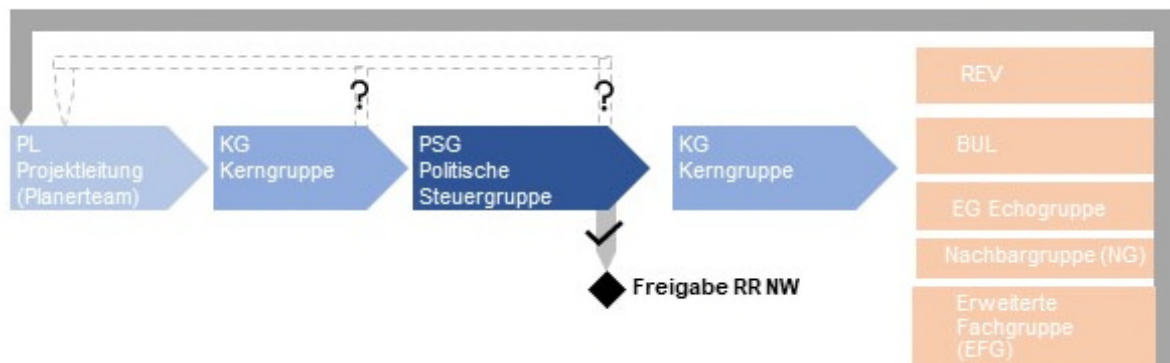 PL
Projektleitung
(Planerteam)
KG
Kerngruppe
?
PSG
Politische
Steuergruppe
?
KG
Kerngruppe
Freigabe RR NW
REV
BUL
EG Echogruppe
Nachbargruppe (NG)
Erweiterte
Fachgruppe
(EFG)